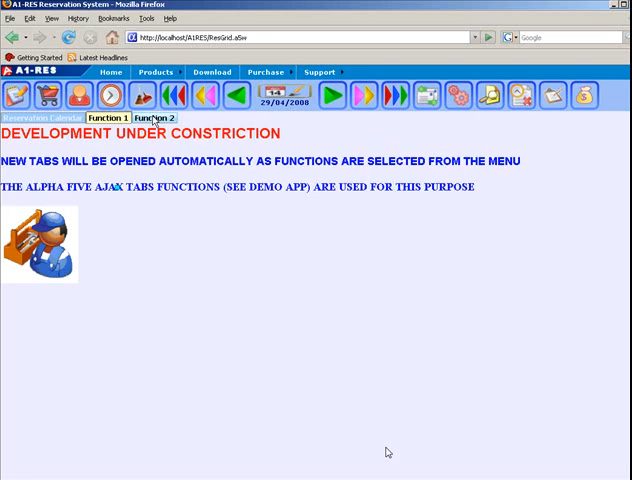 A1-RES Reservation System - Mozilla Firefox
File Edit View History Bookmarks Tools Help
http://localhost/A1RES/ResGrid.a5w
Google
Getting Started Latest Headlines
A1-RES Home Products Download Purchase Support
14
29/04/2008
Reservation Calendar Function 1 Function 2
DEVELOPMENT UNDER CONSTRICTION
NEW TABS WILL BE OPENED AUTOMATICALLY AS FUNCTIONS ARE SELECTED FROM THE MENU
THE ALPHA FIVE AJAX TABS FUNCTIONS (SEE DEMO APP) ARE USED FOR THIS PURPOSE